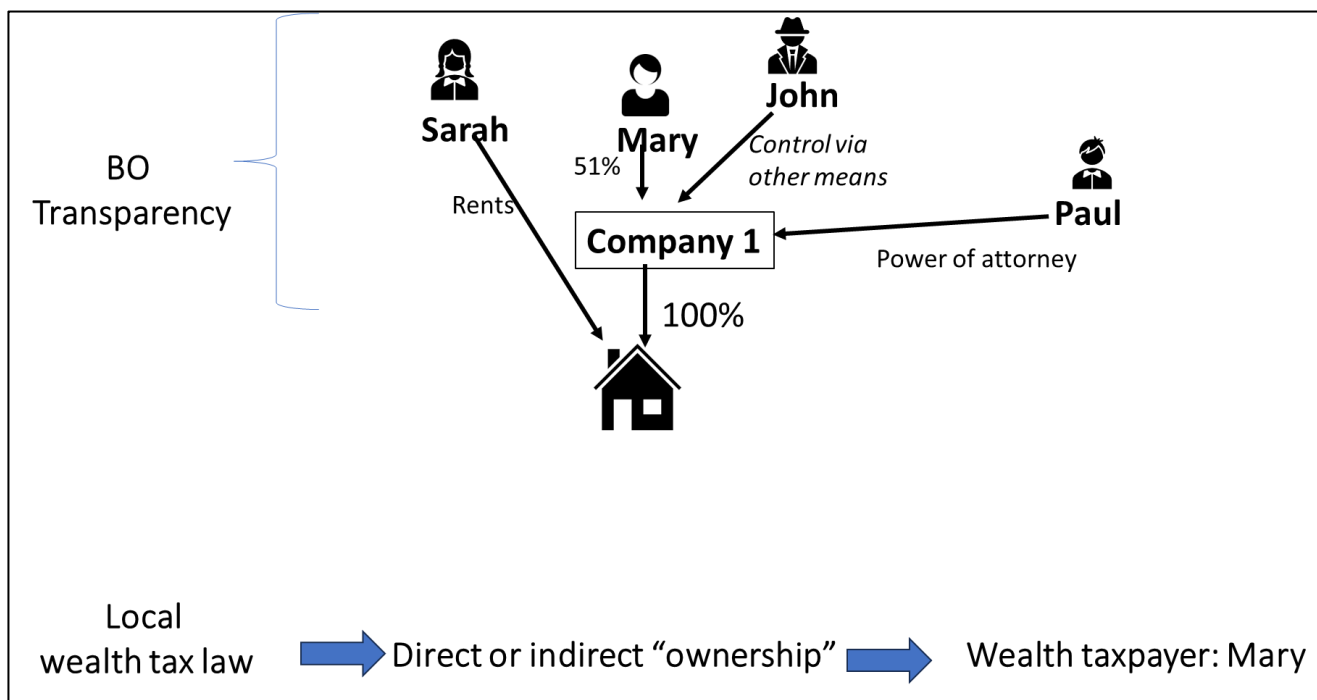 BO
Transparency
Sarah
Mary
John
Paul
51%
Control via
other means
Rents
Company 1
Power of attorney
100%
Local
wealth tax law
Direct or indirect “ownership”
Wealth taxpayer: Mary